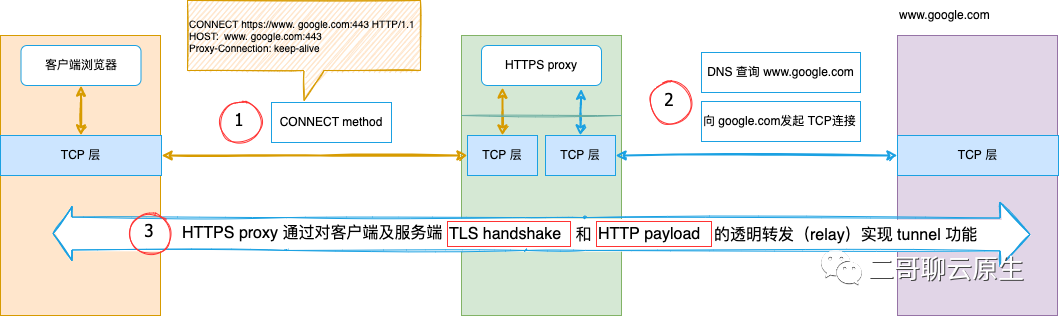 CONNECT https://www. google.com:443 HTTP/1.1
HOST:  www. google.com:443
Proxy-Connection: keep-alive
www.google.com
客户端浏览器
HTTPS proxy
DNS 查询 www.google.com
1
CONNECT method
2
向 google.com发起 TCP连接
TCP 层
TCP 层
TCP 层
TCP 层
3
HTTPS proxy 通过对客户端及服务端 TLS handshake 和 HTTP payload 的透明转发（relay）实现 tunnel 功能
二哥聊云原生